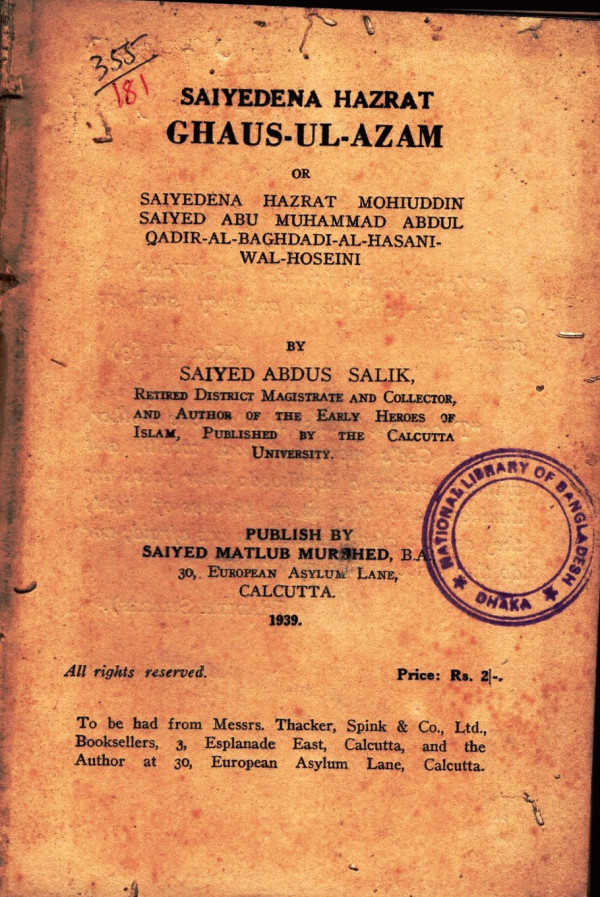 355
181
SAIYEDENA HAZRAT
GHAUS-UL-AZAM
OR
SAIYEDENA HAZRAT MOHIUDDIN
SAIYED ABU MUHAMMAD ABDUL
QADIR-AL-BAGHDADI-AL-HASANI-
WAL-HOSEINI
BY
SAIYED ABDUS SALIK,
RETIRED DISTRICT MAGISTRATE AND COLLECTOR,
AND AUTHOR OF THE EARLY HEROES OF
ISLAM, PUBLISHED BY THE CALCUTTA
UNIVERSITY.
PUBLISH BY
SAIYED MATLUB MURSHED, B.A.
30, EUROPEAN ASYLUM LANE,
CALCUTTA.
1939.
NATIONAL LIBRARY OF BANGLADESH
★ DHAKA ★
All rights reserved.
Price: Rs. 2|-.
To be had from Messrs. Thacker, Spink & Co., Ltd.,
Booksellers, 3, Esplanade East, Calcutta, and the
Author at 30, European Asylum Lane, Calcutta.